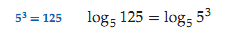 5³ = 125 log₅ 125 = log₅ 5³